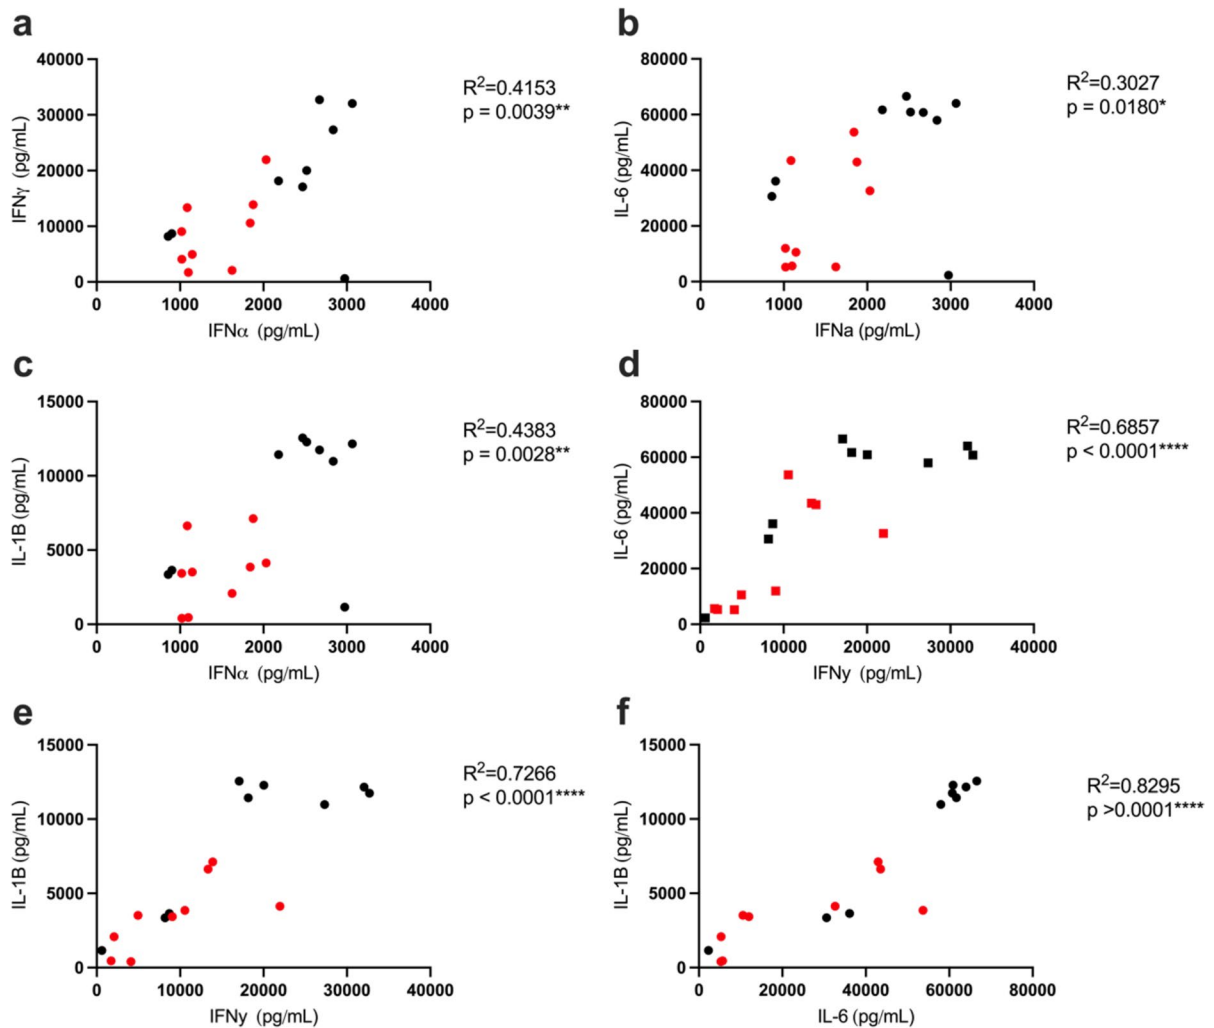 a
40000
30000
20000
10000
0
IFNγ (pg/mL)
0 1000 2000 3000 4000
IFNα (pg/mL)
R²=0.4153
p = 0.0039**
b
80000
60000
40000
20000
0
IL-6 (pg/mL)
0 1000 2000 3000 4000
IFNa (pg/mL)
R²=0.3027
p = 0.0180*
c
15000
10000
5000
0
IL-1B (pg/mL)
0 1000 2000 3000 4000
IFNα (pg/mL)
R²=0.4383
p = 0.0028**
d
80000
60000
40000
20000
0
IL-6 (pg/mL)
0 10000 20000 30000 40000
IFNy (pg/mL)
R²=0.6857
p < 0.0001****
e
15000
10000
5000
0
IL-1B (pg/mL)
0 10000 20000 30000 40000
IFNy (pg/mL)
R²=0.7266
p < 0.0001****
f
15000
10000
5000
0
IL-1B (pg/mL)
0 20000 40000 60000 80000
IL-6 (pg/mL)
R²=0.8295
p >0.0001****